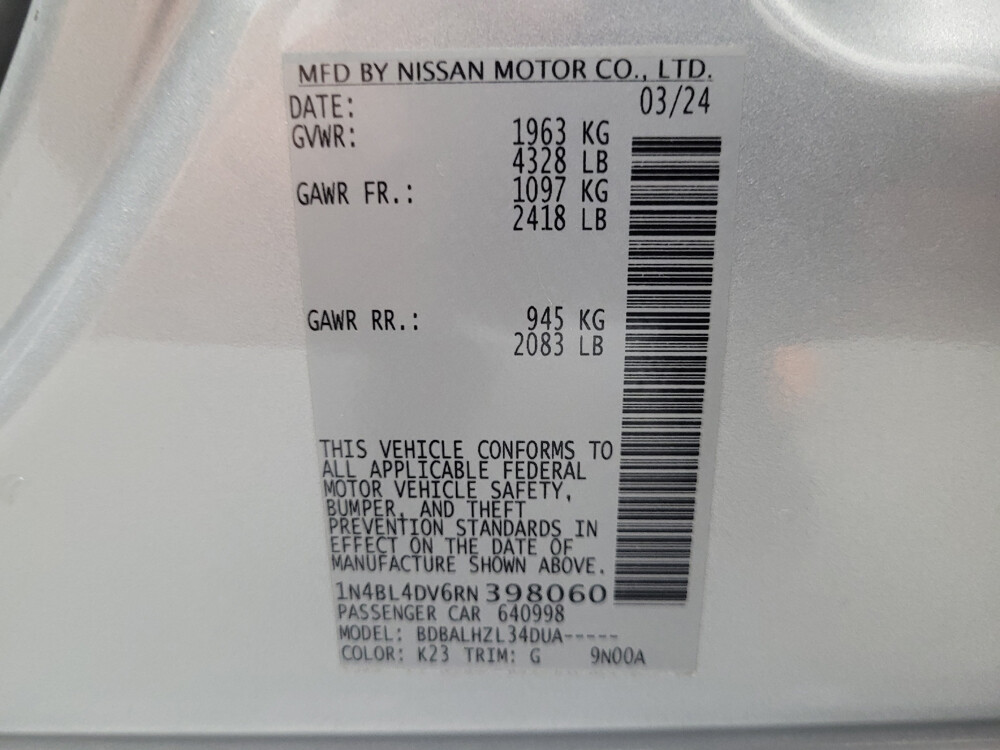 MFD BY NISSAN MOTOR CO., LTD.
DATE: 03/24
GVWR: 1963 KG
4328 LB
GAWR FR.: 1097 KG
2418 LB
GAWR RR.: 945 KG
2083 LB
THIS VEHICLE CONFORMS TO
ALL APPLICABLE FEDERAL
MOTOR VEHICLE SAFETY,
BUMPER, AND THEFT
PREVENTION STANDARDS IN
EFFECT ON THE DATE OF
MANUFACTURE SHOWN ABOVE.
1N4BL4DV6RN 398060
PASSENGER CAR 640998
MODEL: BDBALHZL34DUA-----
COLOR: K23 TRIM: G 9N00A